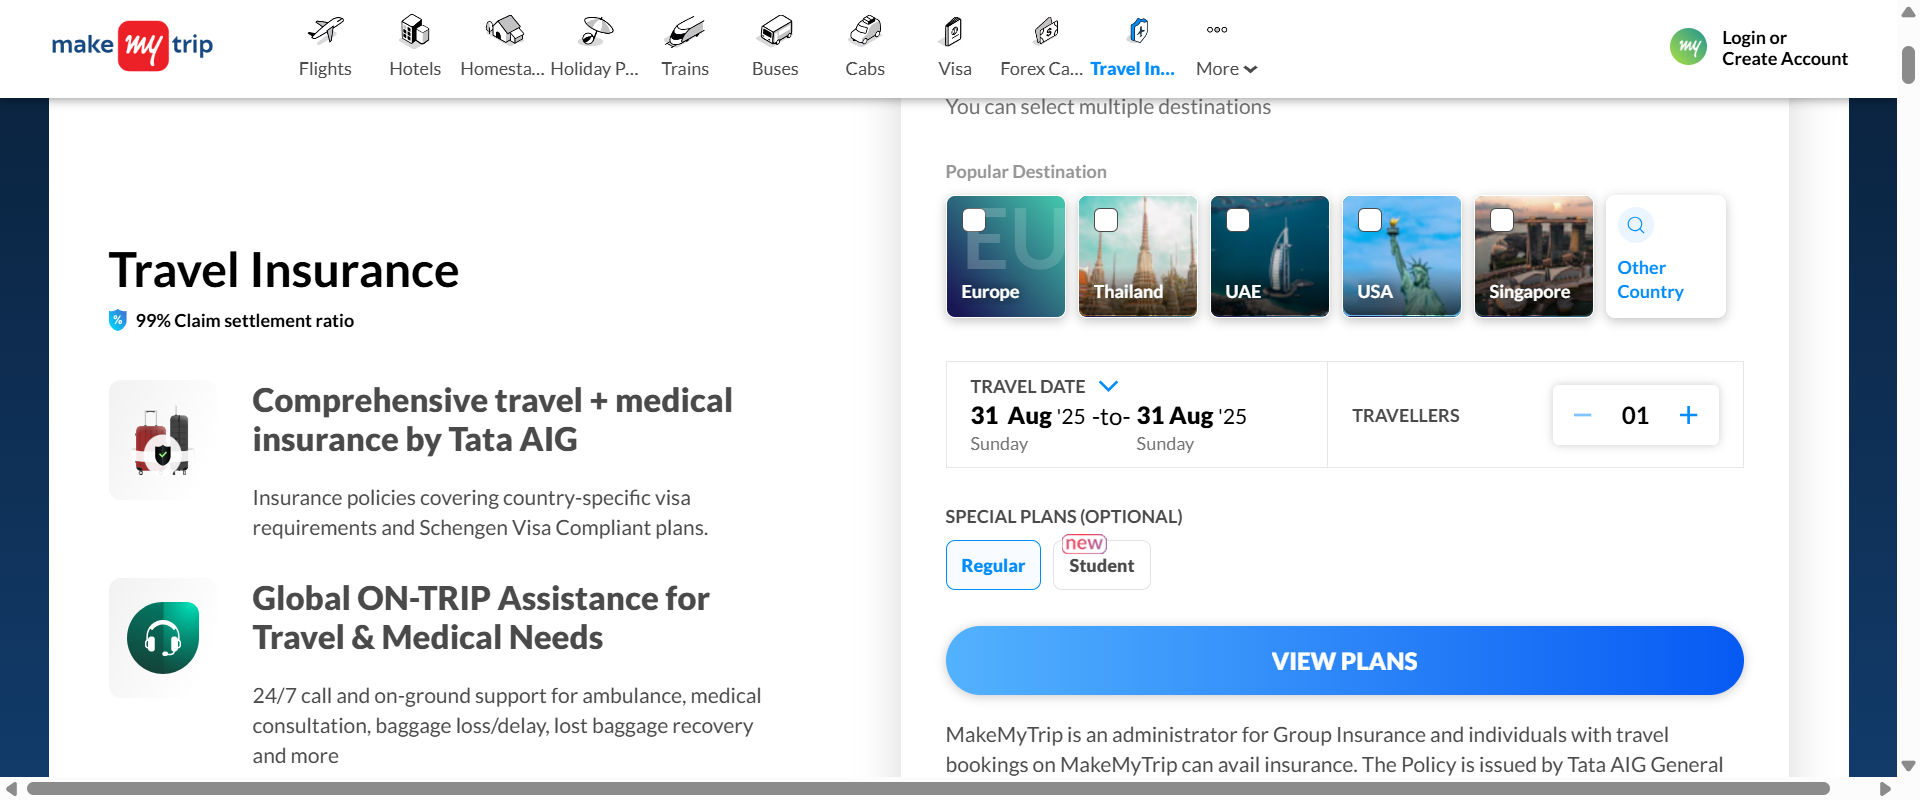 make my trip
Flights
Hotels
Homesta...
Holiday P...
Trains
Buses
Cabs
Visa
Forex Ca...
Travel In...
More
my
Login or
Create Account
You can select multiple destinations
Popular Destination
EU
Europe
Thailand
UAE
USA
Singapore
Other
Country
Travel Insurance
% 99% Claim settlement ratio
TRAVEL DATE
31 Aug '25 -to- 31 Aug '25
Sunday Sunday
TRAVELLERS
01
Comprehensive travel + medical
insurance by Tata AIG
Insurance policies covering country-specific visa
requirements and Schengen Visa Compliant plans.
SPECIAL PLANS (OPTIONAL)
new
Regular
Student
Global ON-TRIP Assistance for
Travel & Medical Needs
24/7 call and on-ground support for ambulance, medical
consultation, baggage loss/delay, lost baggage recovery
and more
VIEW PLANS
MakeMyTrip is an administrator for Group Insurance and individuals with travel
bookings on MakeMyTrip can avail insurance. The Policy is issued by Tata AIG General